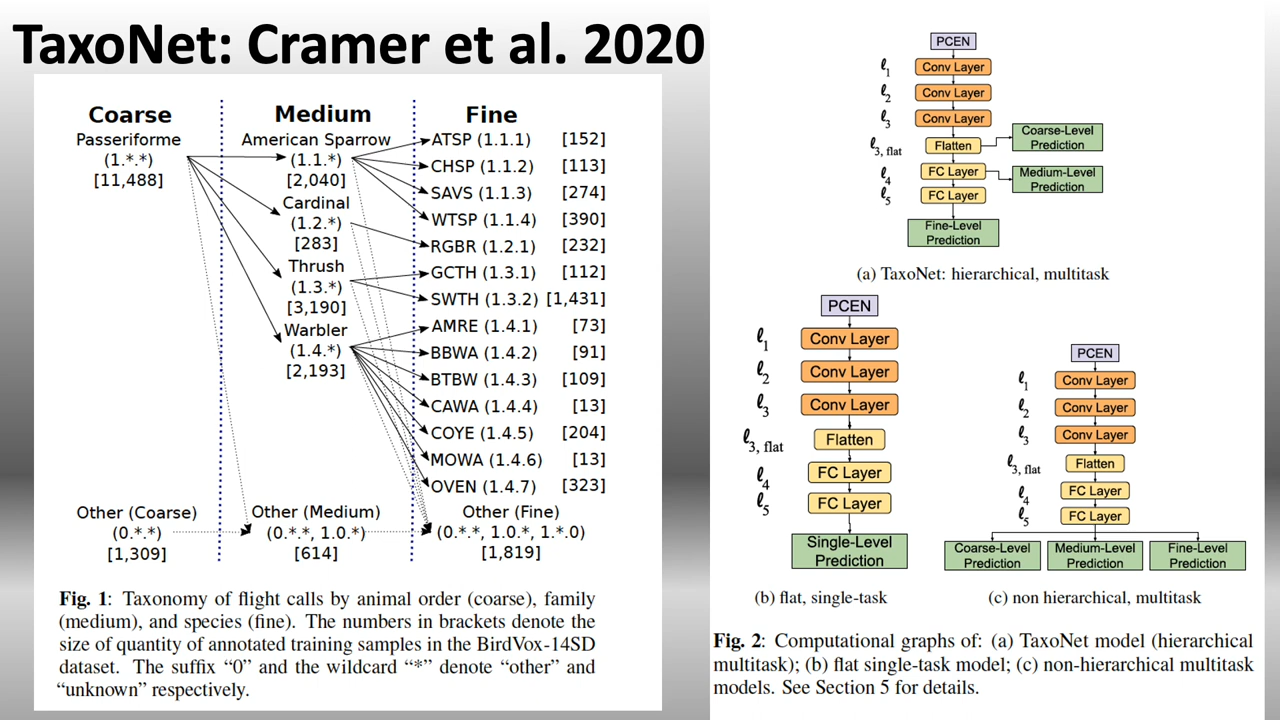 TaxoNet: Cramer et al. 2020
Coarse
Medium
Fine
Passeriforme
(1.*.*)
[11,488]
American Sparrow
(1.1.*)
[2,040]
Cardinal
(1.2.*)
[283]
Thrush
(1.3.*)
[3,190]
Warbler
(1.4.*)
[2,193]
ATSP (1.1.1) [152]
CHSP (1.1.2) [113]
SAVS (1.1.3) [274]
WTSP (1.1.4) [390]
RGBR (1.2.1) [232]
GCTH (1.3.1) [112]
SWTH (1.3.2) [1,431]
AMRE (1.4.1) [73]
BBWA (1.4.2) [91]
BTBW (1.4.3) [109]
CAWA (1.4.4) [13]
COYE (1.4.5) [204]
MOWA (1.4.6) [13]
OVEN (1.4.7) [323]
Other (Coarse)
(0.*.*)
[1,309]
Other (Medium)
(0.*.*, 1.0.*)
[614]
Other (Fine)
(0.*.*, 1.0.*, 1.*.0)
[1,819]
Fig. 1: Taxonomy of flight calls by animal order (coarse), family
(medium), and species (fine). The numbers in brackets denote the
size of quantity of annotated training samples in the BirdVox-14SD
dataset. The suffix “0” and the wildcard “*” denote “other” and
“unknown” respectively.
PCEN
ℓ1 Conv Layer
ℓ2 Conv Layer
ℓ3 Conv Layer
ℓ3, flat Flatten
Coarse-Level
Prediction
ℓ4 FC Layer
Medium-Level
Prediction
ℓ5 FC Layer
Fine-Level
Prediction
(a) TaxoNet: hierarchical, multitask
PCEN
ℓ1 Conv Layer
ℓ2 Conv Layer
ℓ3 Conv Layer
ℓ3, flat Flatten
ℓ4 FC Layer
ℓ5 FC Layer
Single-Level
Prediction
(b) flat, single-task
PCEN
ℓ1 Conv Layer
ℓ2 Conv Layer
ℓ3 Conv Layer
ℓ3, flat Flatten
ℓ4 FC Layer
ℓ5 FC Layer
Coarse-Level
Prediction
Medium-Level
Prediction
Fine-Level
Prediction
(c) non hierarchical, multitask
Fig. 2: Computational graphs of: (a) TaxoNet model (hierarchical
multitask); (b) flat single-task model; (c) non-hierarchical multitask
models. See Section 5 for details.